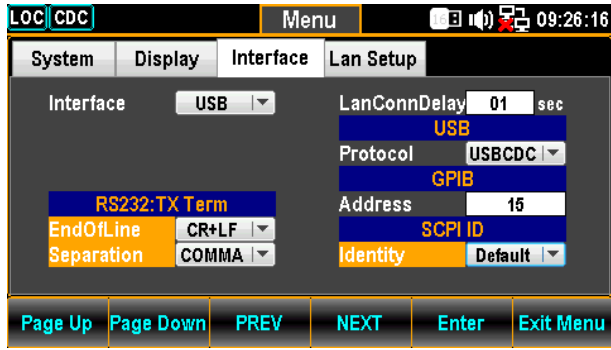 LOC CDC Menu 16 09:26:16
System Display Interface Lan Setup
Interface USB LanConnDelay 01 sec
USB
Protocol USBCDC
GPIB
RS232:TX Term Address 15
EndOfLine CR+LF SCPI ID
Separation COMMA Identity Default
Page Up Page Down PREV NEXT Enter Exit Menu